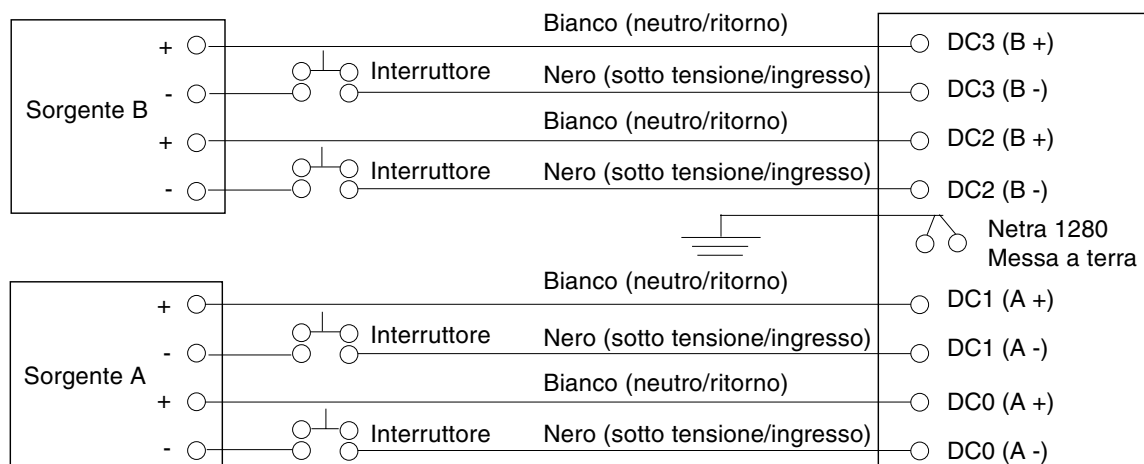 Bianco (neutro/ritorno)
+ DC3 (B +)
Interruttore Nero (sotto tensione/ingresso)
- DC3 (B -)
Sorgente B
Bianco (neutro/ritorno)
+ DC2 (B +)
Interruttore Nero (sotto tensione/ingresso)
- DC2 (B -)
Netra 1280
Messa a terra
Bianco (neutro/ritorno)
+ DC1 (A +)
Interruttore Nero (sotto tensione/ingresso)
- DC1 (A -)
Sorgente A
Bianco (neutro/ritorno)
+ DC0 (A +)
Interruttore Nero (sotto tensione/ingresso)
- DC0 (A -)